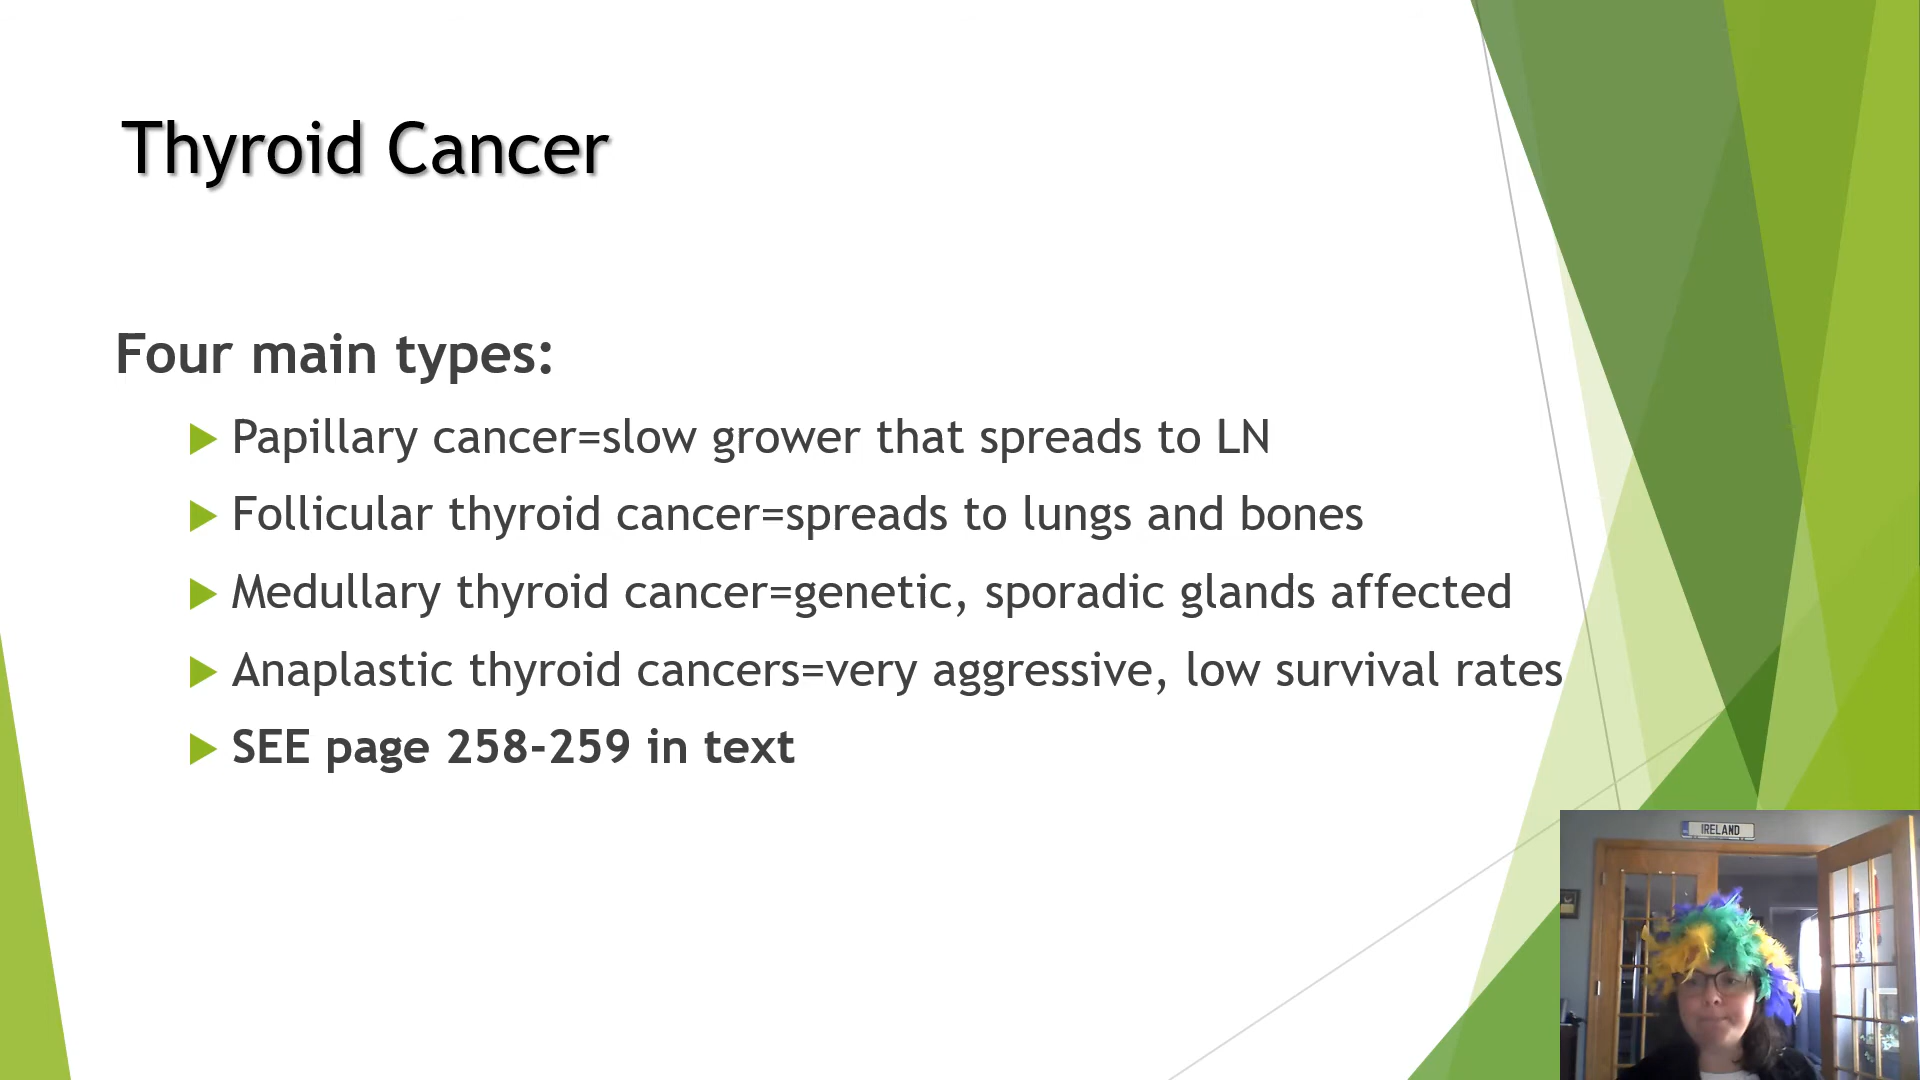 Thyroid Cancer
Four main types:
Papillary cancer=slow grower that spreads to LN
Follicular thyroid cancer=spreads to lungs and bones
Medullary thyroid cancer=genetic, sporadic glands affected
Anaplastic thyroid cancers=very aggressive, low survival rates
SEE page 258-259 in text
IRELAND